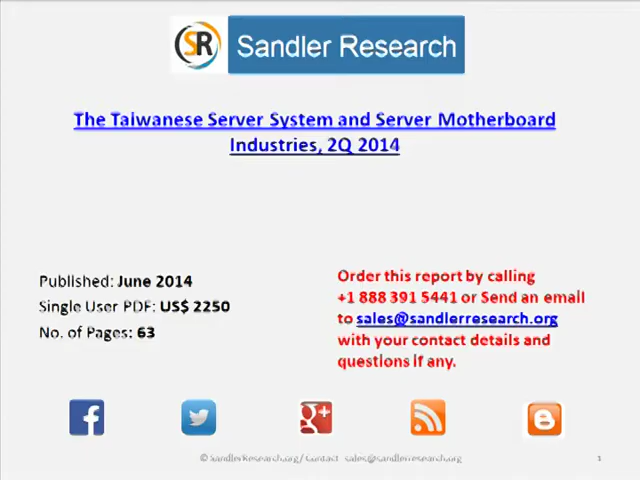 SR Sandler Research
The Taiwanese Server System and Server Motherboard
Industries, 2Q 2014
Published: June 2014
Single User PDF: US$ 2250
No. of Pages: 63
Order this report by calling
+1 888 391 5441 or Send an email
to sales@sandlerresearch.org
with your contact details and
questions if any.
© SandlerResearch.org/ Contact sales@sandlerresearch.org
1